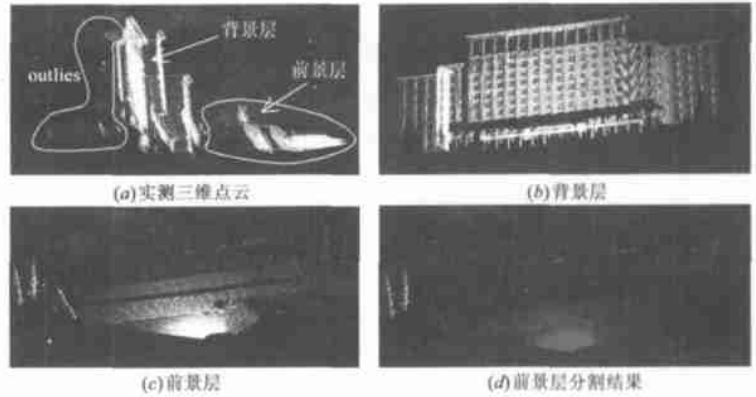 背景层
前景层
outlies
(a)实测三维点云
(b)背景层
(c)前景层
(d)前景层分割结果